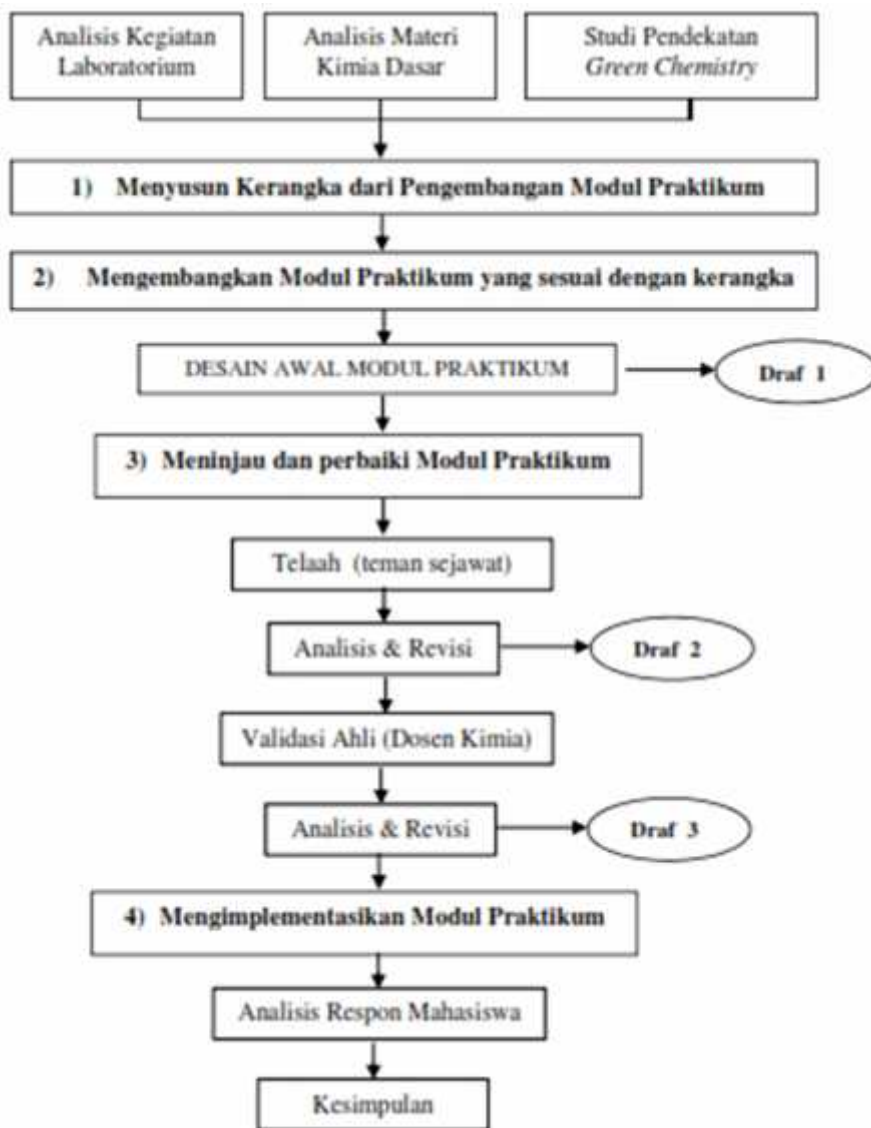 Analisis Kegiatan
Laboratorium
Analisis Materi
Kimia Dasar
Studi Pendekatan
Green Chemistry
1) Menyusun Kerangka dari Pengembangan Modul Praktikum
2) Mengembangkan Modul Praktikum yang sesuai dengan kerangka
DESAIN AWAL MODUL PRAKTIKUM
Draf 1
3) Meninjau dan perbaiki Modul Praktikum
Telaah (teman sejawat)
Analisis & Revisi
Draf 2
Validasi Ahli (Dosen Kimia)
Analisis & Revisi
Draf 3
4) Mengimplementasikan Modul Praktikum
Analisis Respon Mahasiswa
Kesimpulan